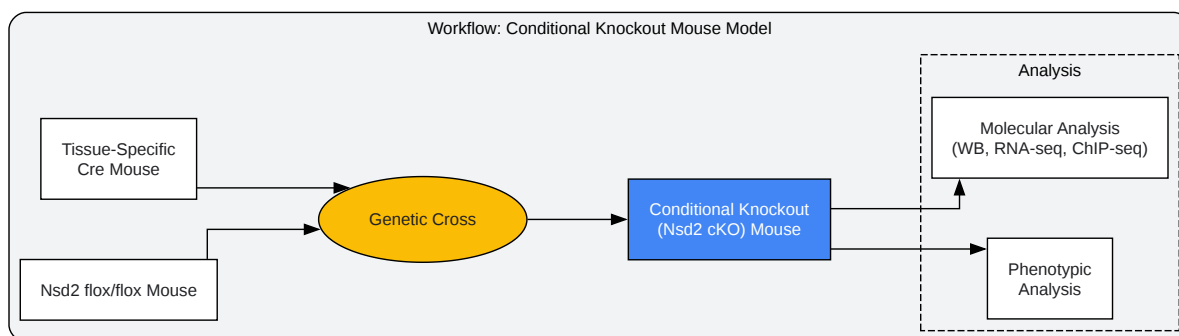 Workflow: Conditional Knockout Mouse Model
Analysis
Tissue-Specific
Cre Mouse
Nsd2 flox/flox Mouse
Genetic Cross
Conditional Knockout
(Nsd2 cKO) Mouse
Molecular Analysis
(WB, RNA-seq, ChIP-seq)
Phenotypic
Analysis